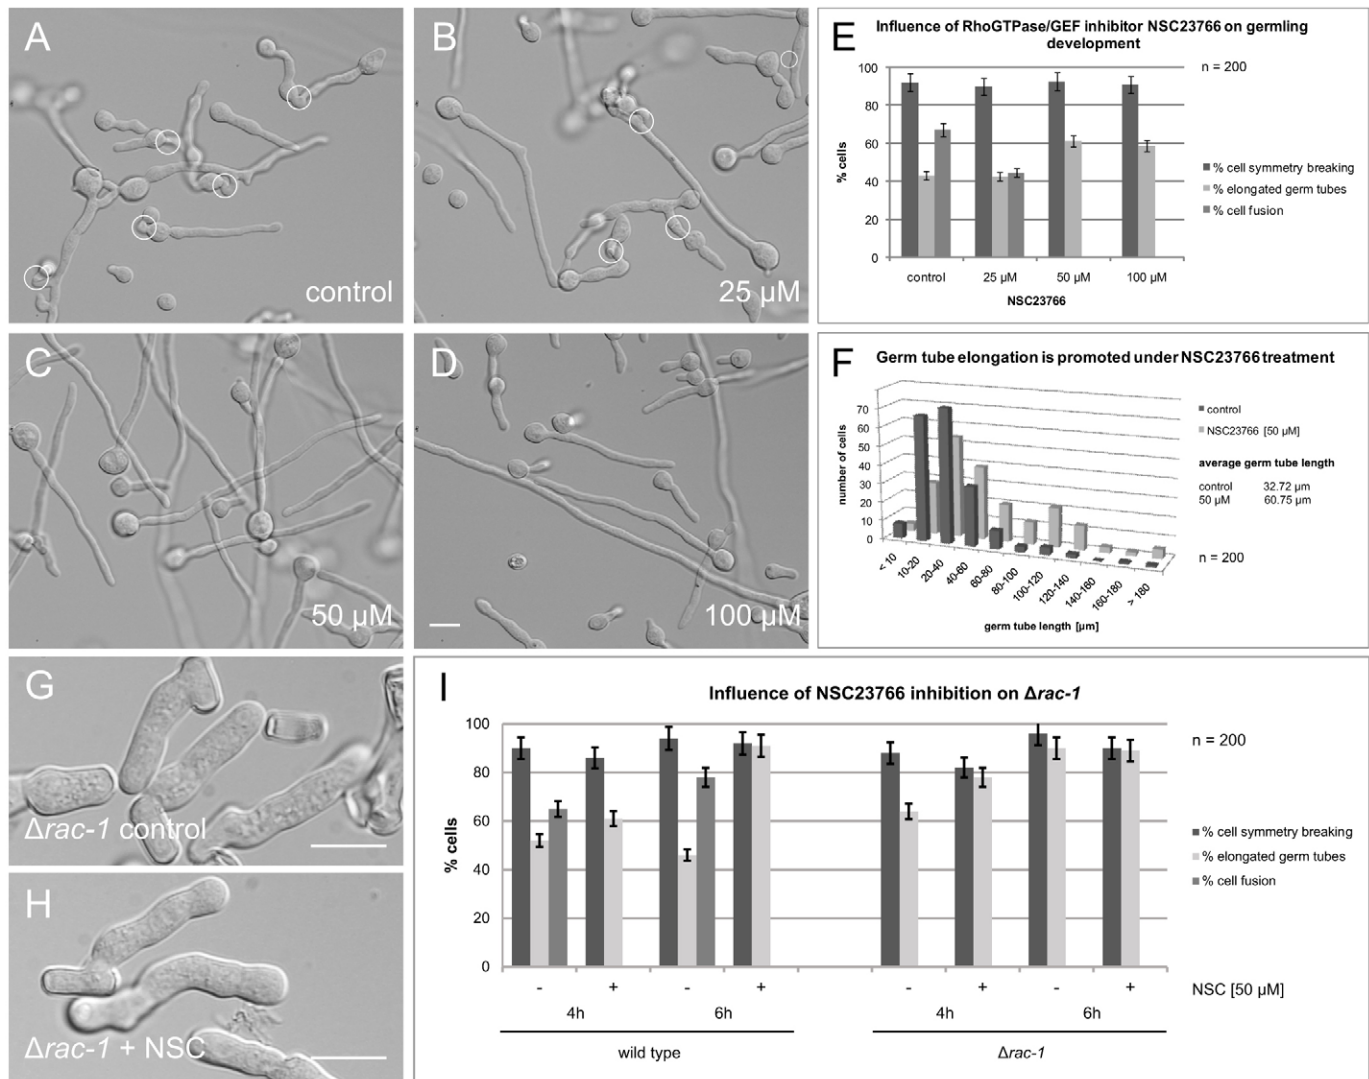 A
control
B
25 µM
C
50 µM
D
100 µM
E
Influence of RhoGTPase/GEF inhibitor NSC23766 on germling
development
n = 200
100
80
60
40
20
0
% cells
control
25 µM
50 µM
100 µM
NSC23766
% cell symmetry breaking
% elongated germ tubes
% cell fusion
F
Germ tube elongation is promoted under NSC23766 treatment
70
60
50
40
30
20
10
0
number of cells
< 10
10-20
20-40
40-60
60-80
80-100
100-120
120-140
140-160
160-180
> 180
germ tube length [µm]
control
NSC23766 [50 µM]
average germ tube length
control 32.72 µm
50 µM 60.75 µm
n = 200
G
Δrac-1 control
H
Δrac-1 + NSC
I
Influence of NSC23766 inhibition on Δrac-1
n = 200
100
80
60
40
20
0
% cells
- + - + - + - +
NSC [50 µM]
4h 6h 4h 6h
wild type Δrac-1
% cell symmetry breaking
% elongated germ tubes
% cell fusion